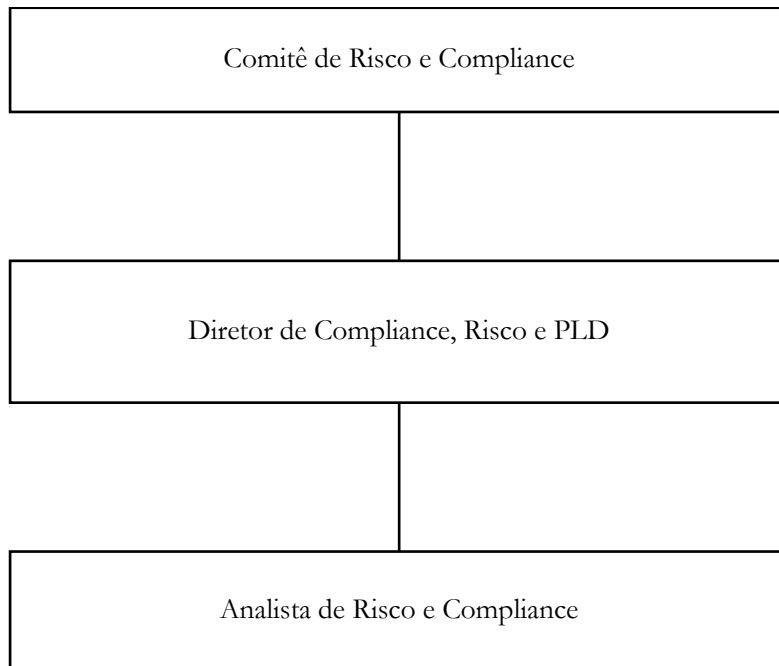 Comitê de Risco e Compliance
Diretor de Compliance, Risco e PLD
Analista de Risco e Compliance